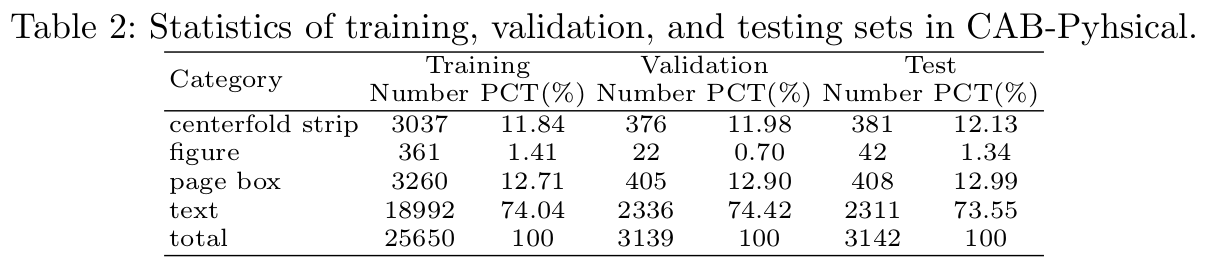 Table 2: Statistics of training, validation, and testing sets in CAB-Pyhsical.
Category Training Validation Test
Number PCT(%) Number PCT(%) Number PCT(%)
centerfold strip 3037 11.84 376 11.98 381 12.13
figure 361 1.41 22 0.70 42 1.34
page box 3260 12.71 405 12.90 408 12.99
text 18992 74.04 2336 74.42 2311 73.55
total 25650 100 3139 100 3142 100